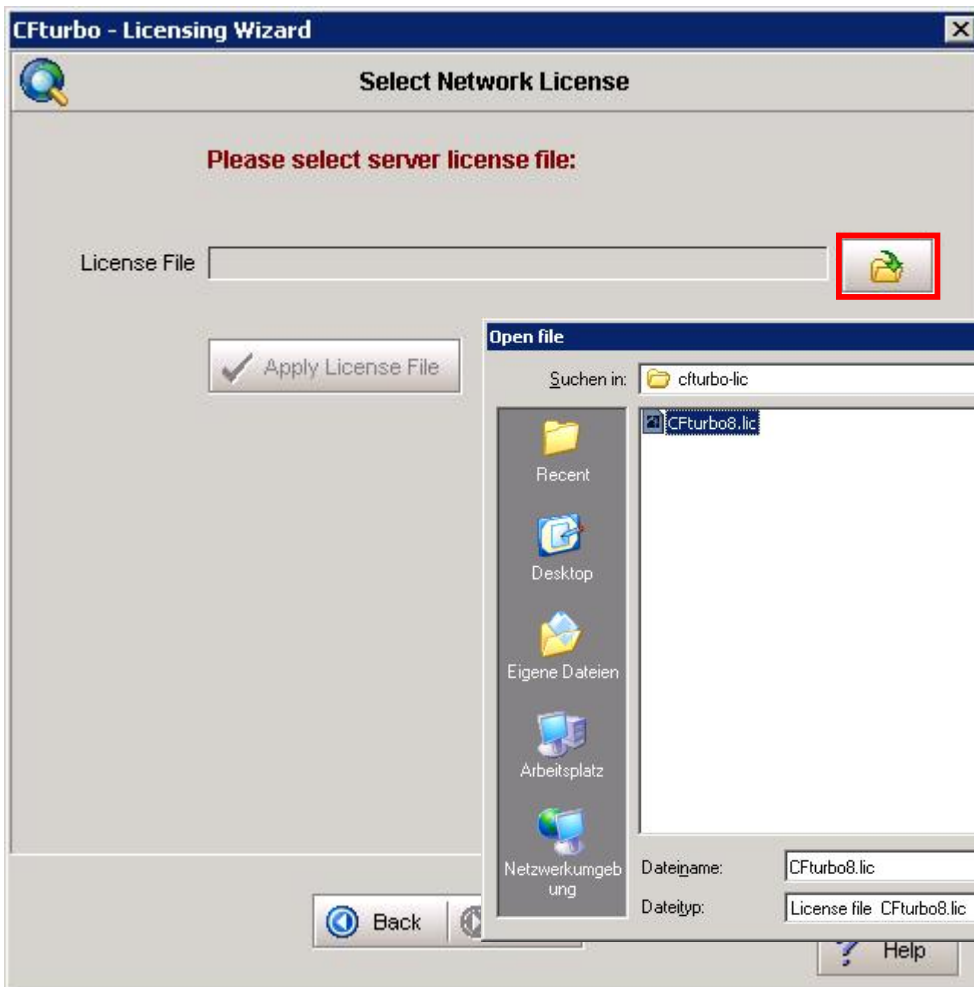 CFturbo - Licensing Wizard
Select Network License
Please select server license file:
License File
Apply License File
Open file
Suchen in: cfturbo-lic
CFturbo8.lic
Recent
Desktop
Eigene Dateien
Arbeitsplatz
Netzwerkumgeb
ung
Dateiname: CFturbo8.lic
Dateityp: License file CFturbo8.lic
Back
Help